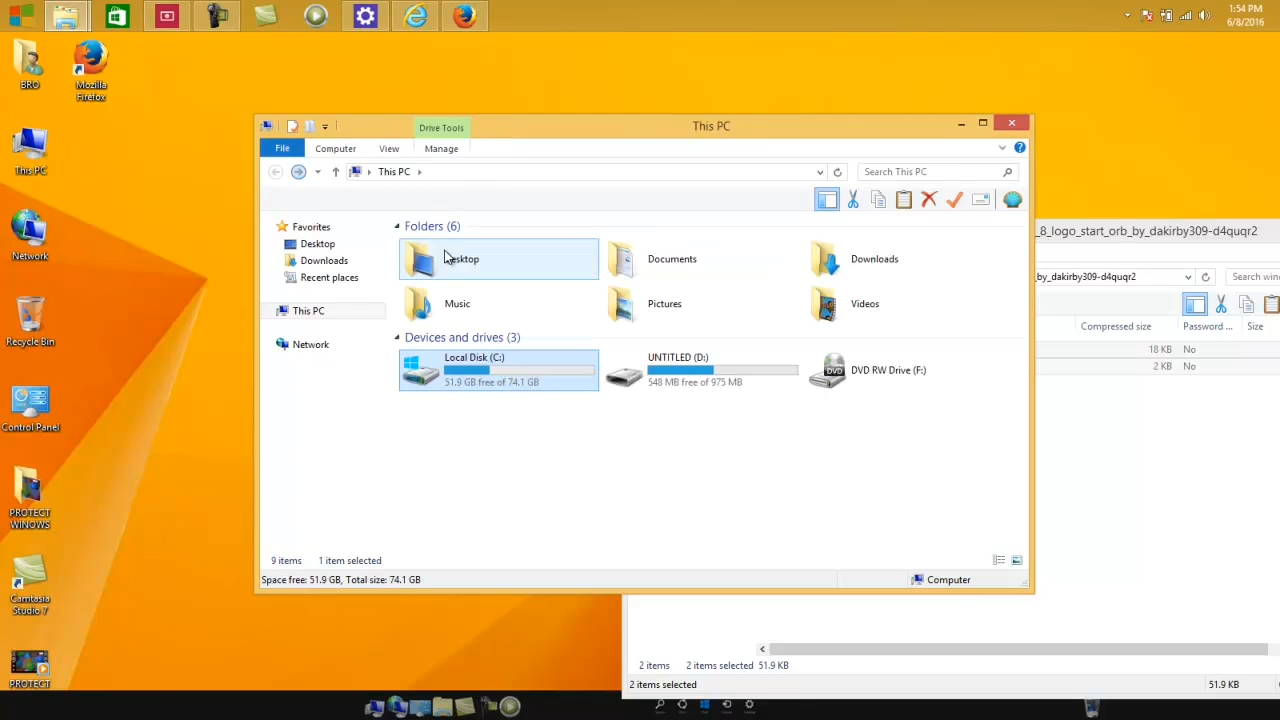 1:54 PM
6/8/2016
BRO
Mozilla
Firefox
This PC
Network
Recycle Bin
Control Panel
PROTECT
WINOWS
Camtasia
Studio 7
PROTECT
Drive Tools
This PC
File
Computer
View
Manage
This PC
Search This PC
Favorites
Desktop
Downloads
Recent places
This PC
Network
Folders (6)
Desktop
Documents
Downloads
Music
Pictures
Videos
Devices and drives (3)
Local Disk (C:)
51.9 GB free of 74.1 GB
UNTITLED (D:)
548 MB free of 975 MB
DVD
DVD RW Drive (F:)
9 items
1 item selected
Space free: 51.9 GB, Total size: 74.1 GB
Computer
_8_logo_start_orb_by_dakirby309-d4quqr2
by_dakirby309-d4quqr2
Search win
Compressed size
Password ...
Size
18 KB
No
2 KB
No
2 items
2 items selected 51.9 KB
2 items selected
51.9 KB